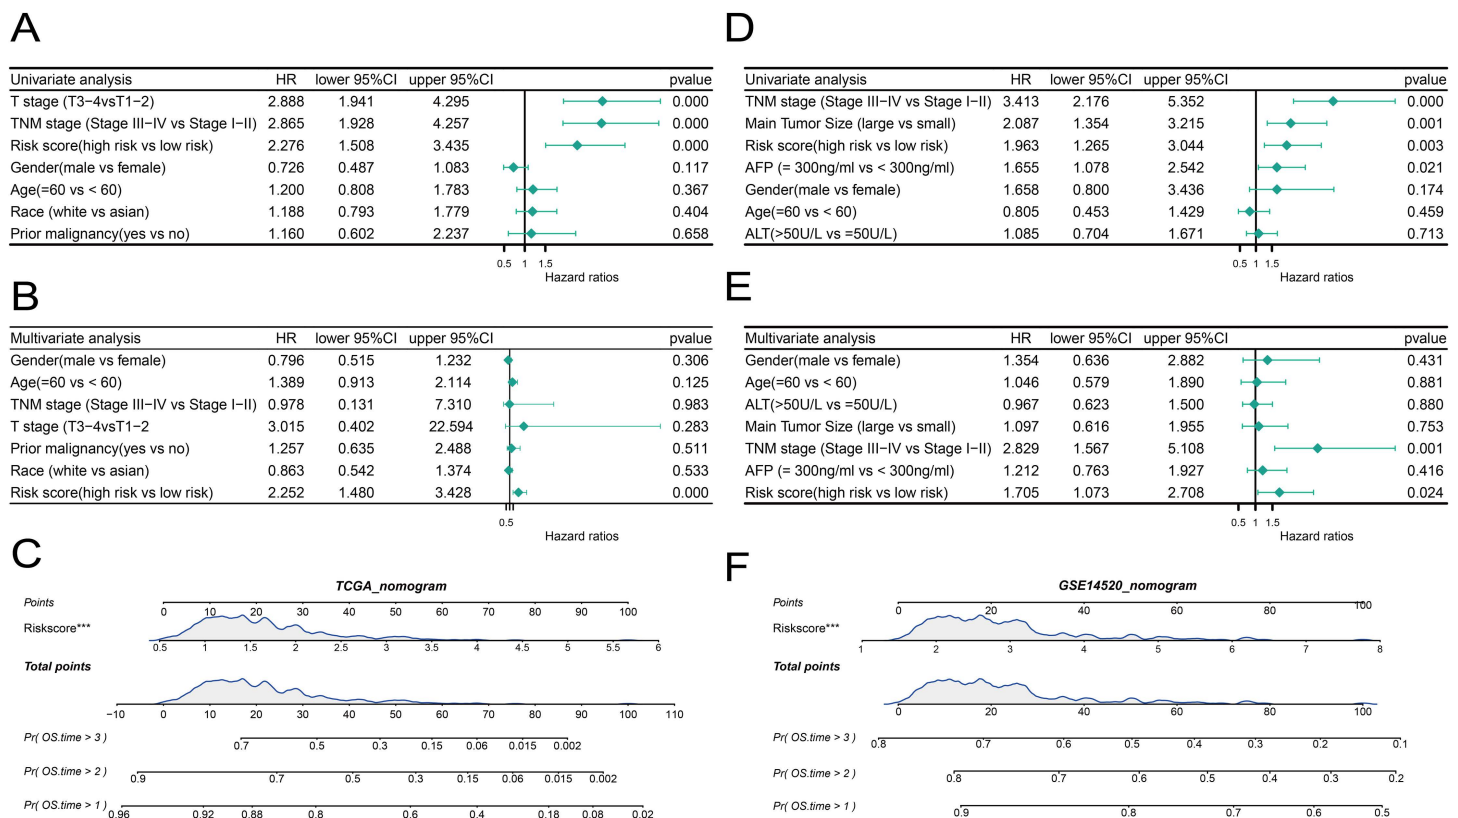 A
Univariate analysis HR lower 95%CI upper 95%CI pvalue
T stage (T3−4vsT1−2) 2.888 1.941 4.295 0.000
TNM stage (Stage III−IV vs Stage I−II) 2.865 1.928 4.257 0.000
Risk score(high risk vs low risk) 2.276 1.508 3.435 0.000
Gender(male vs female) 0.726 0.487 1.083 0.117
Age(=60 vs < 60) 1.200 0.808 1.783 0.367
Race (white vs asian) 1.188 0.793 1.779 0.404
Prior malignancy(yes vs no) 1.160 0.602 2.237 0.658
0.5 1 1.5
Hazard ratios
B
Multivariate analysis HR lower 95%CI upper 95%CI pvalue
Gender(male vs female) 0.796 0.515 1.232 0.306
Age(=60 vs < 60) 1.389 0.913 2.114 0.125
TNM stage (Stage III−IV vs Stage I−II) 0.978 0.131 7.310 0.983
T stage (T3−4vsT1−2 3.015 0.402 22.594 0.283
Prior malignancy(yes vs no) 1.257 0.635 2.488 0.511
Race (white vs asian) 0.863 0.542 1.374 0.533
Risk score(high risk vs low risk) 2.252 1.480 3.428 0.000
0.5
Hazard ratios
C
TCGA_nomogram
Points 0 10 20 30 40 50 60 70 80 90 100
Riskscore***
0.5 1 1.5 2 2.5 3 3.5 4 4.5 5 5.5 6
Total points
−10 0 10 20 30 40 50 60 70 80 90 100 110
Pr( OS.time > 3 ) 0.7 0.5 0.3 0.15 0.06 0.015 0.002
Pr( OS.time > 2 ) 0.9 0.7 0.5 0.3 0.15 0.06 0.015 0.002
Pr( OS.time > 1 ) 0.96 0.92 0.88 0.8 0.6 0.4 0.18 0.08 0.02
D
Univariate analysis HR lower 95%CI upper 95%CI pvalue
TNM stage (Stage III−IV vs Stage I−II) 3.413 2.176 5.352 0.000
Main Tumor Size (large vs small) 2.087 1.354 3.215 0.001
Risk score(high risk vs low risk) 1.963 1.265 3.044 0.003
AFP (= 300ng/ml vs < 300ng/ml) 1.655 1.078 2.542 0.021
Gender(male vs female) 1.658 0.800 3.436 0.174
Age(=60 vs < 60) 0.805 0.453 1.429 0.459
ALT(>50U/L vs =50U/L) 1.085 0.704 1.671 0.713
0.5 1 1.5
Hazard ratios
E
Multivariate analysis HR lower 95%CI upper 95%CI pvalue
Gender(male vs female) 1.354 0.636 2.882 0.431
Age(=60 vs < 60) 1.046 0.579 1.890 0.881
ALT(>50U/L vs =50U/L) 0.967 0.623 1.500 0.880
Main Tumor Size (large vs small) 1.097 0.616 1.955 0.753
TNM stage (Stage III−IV vs Stage I−II) 2.829 1.567 5.108 0.001
AFP (= 300ng/ml vs < 300ng/ml) 1.212 0.763 1.927 0.416
Risk score(high risk vs low risk) 1.705 1.073 2.708 0.024
0.5 1 1.5
Hazard ratios
F
GSE14520_nomogram
Points 0 20 40 60 80 100
Riskscore***
1 2 3 4 5 6 7 8
Total points
0 20 40 60 80 100
Pr( OS.time > 3 ) 0.8 0.7 0.6 0.5 0.4 0.3 0.2 0.1
Pr( OS.time > 2 ) 0.8 0.7 0.6 0.5 0.4 0.3 0.2
Pr( OS.time > 1 ) 0.9 0.8 0.7 0.6 0.5